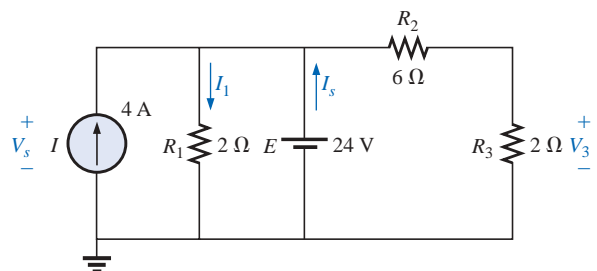 R2
6 Ω
4 A
I1
Is
+
Vs
–
I
R1
2 Ω
E
24 V
R3
2 Ω
+
V3
–